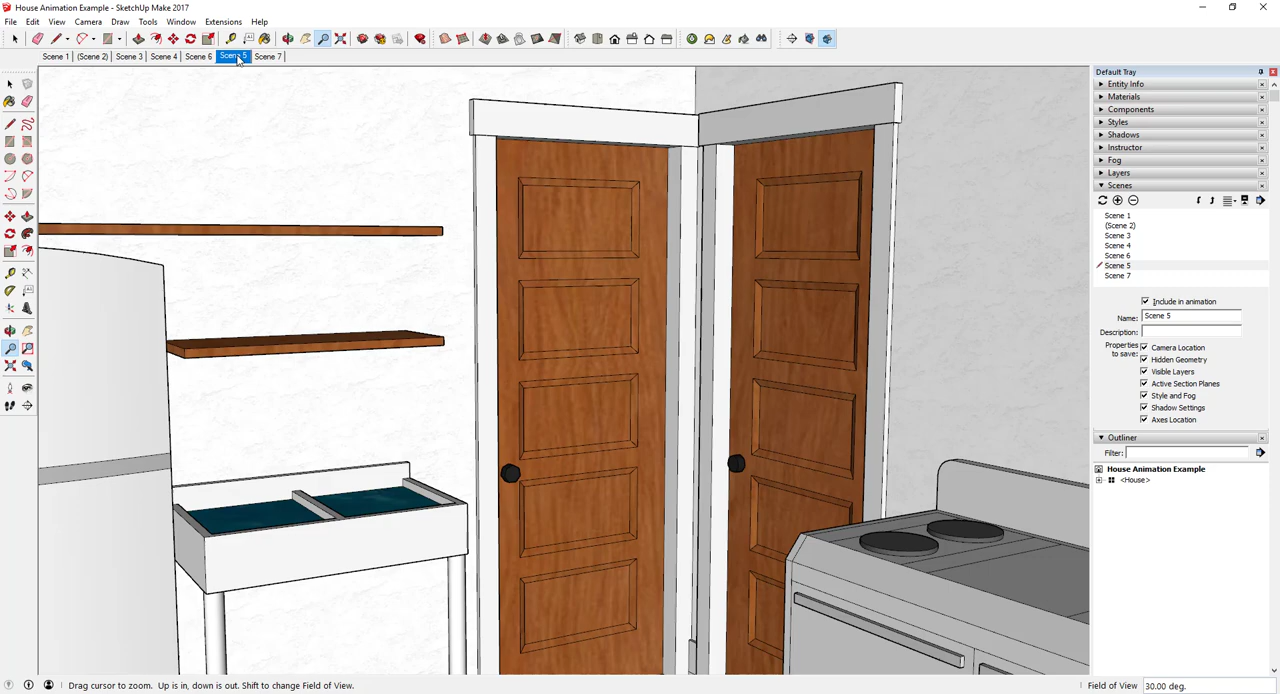 House Animation Example - SketchUp Make 2017
File Edit View Camera Draw Tools Window Extensions Help
Scene 1 (Scene 2) Scene 3 Scene 4 Scene 6 Scene 5 Scene 7
Default Tray
Entity Info
Materials
Components
Styles
Shadows
Instructor
Fog
Layers
Scenes
Scene 1
(Scene 2)
Scene 3
Scene 4
Scene 6
Scene 5
Scene 7
Include in animation
Name: Scene 5
Description:
Properties to save:
Camera Location
Hidden Geometry
Visible Layers
Active Section Planes
Style and Fog
Shadow Settings
Axes Location
Outliner
Filter:
House Animation Example
<House>
Drag cursor to zoom. Up is in, down is out. Shift to change Field of View.
Field of View 30.00 deg.